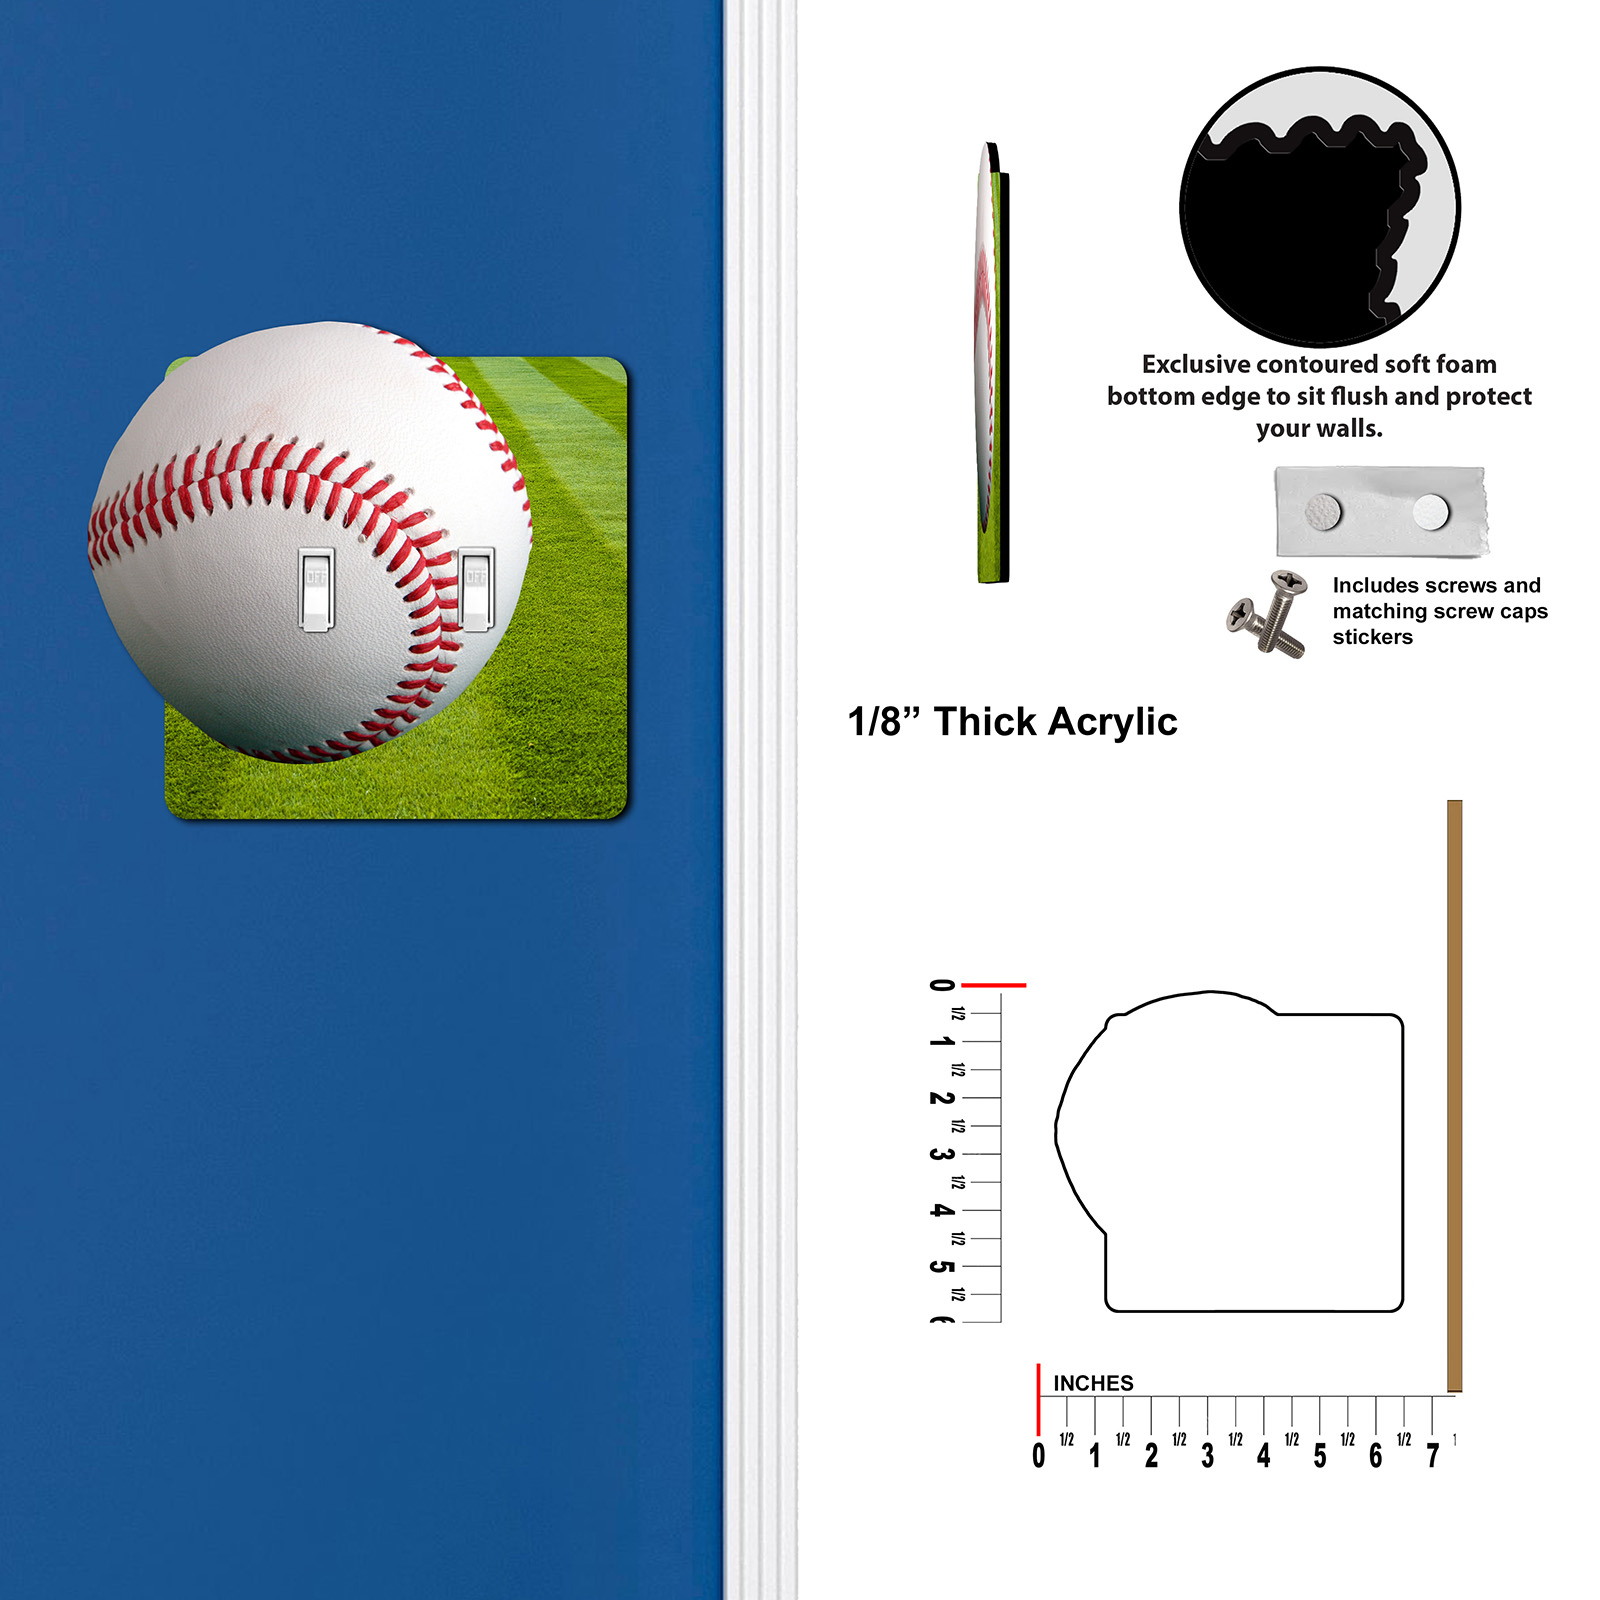 OFF
OFF
Exclusive contoured soft foam
bottom edge to sit flush and protect
your walls.
Includes screws and
matching screw caps
stickers
1/8” Thick Acrylic
0
1/2
1
1/2
2
1/2
3
1/2
4
1/2
5
1/2
INCHES
0 1/2 1 1/2 2 1/2 3 1/2 4 1/2 5 1/2 6 1/2 7